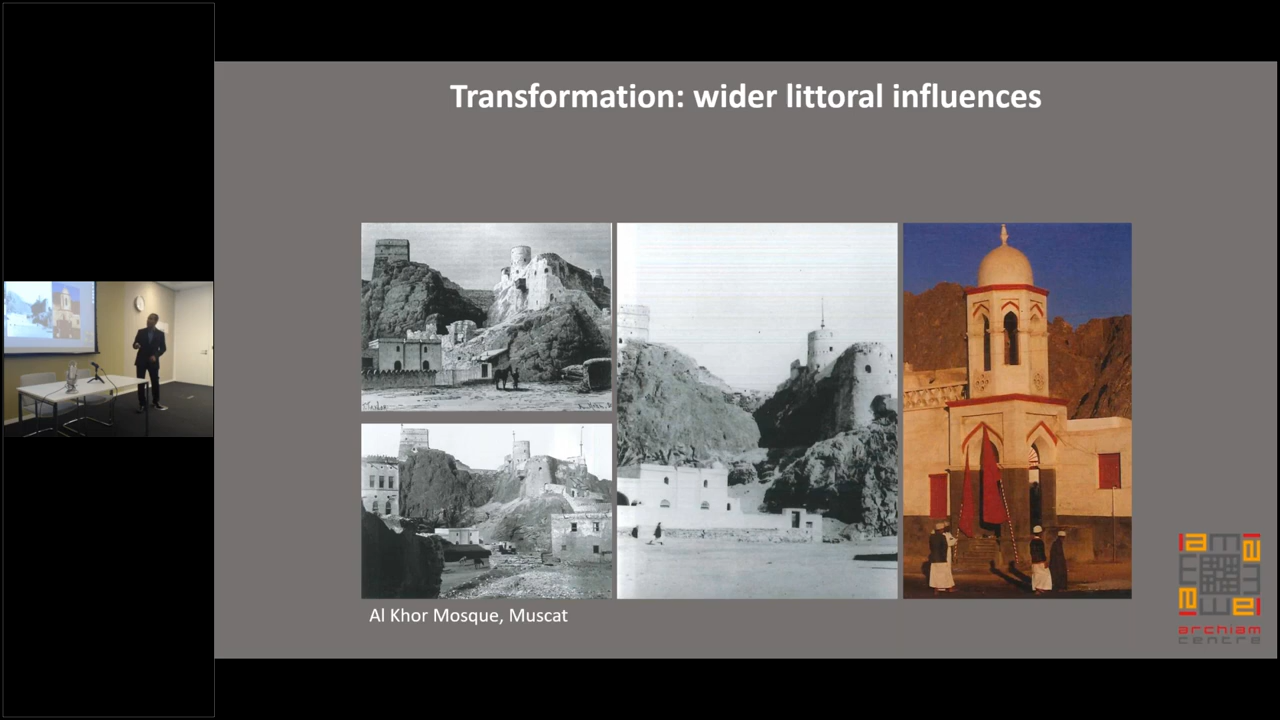 Transformation: wider littoral influences
Al Khor Mosque, Muscat
archiam
centre